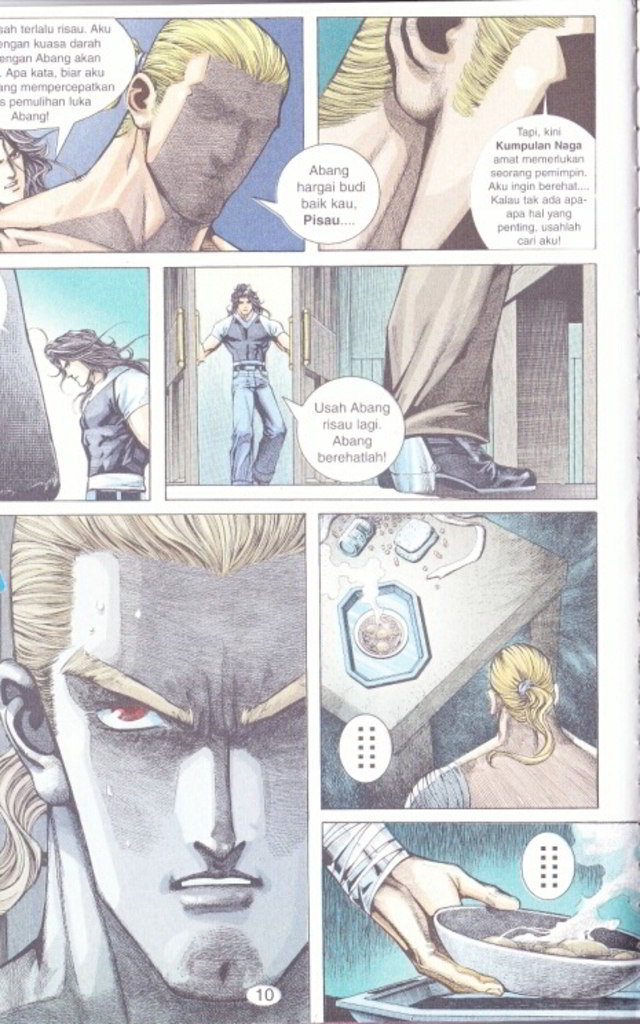 sah terlalu risau. Aku
engan kuasa darah
engan Abang akan
. Apa kata, biar aku
ang mempercepatkan
s pemulihan luka
Abang!
Abang
hargai budi
baik kau,
Pisau....
Tapi, kini
Kumpulan Naga
amat memerlukan
seorang pemimpin.
Aku ingin berehat....
Kalau tak ada apa-
apa hal yang
penting, usahlah
cari aku!
Usah Abang
risau lagi.
Abang
berehatlah!
10